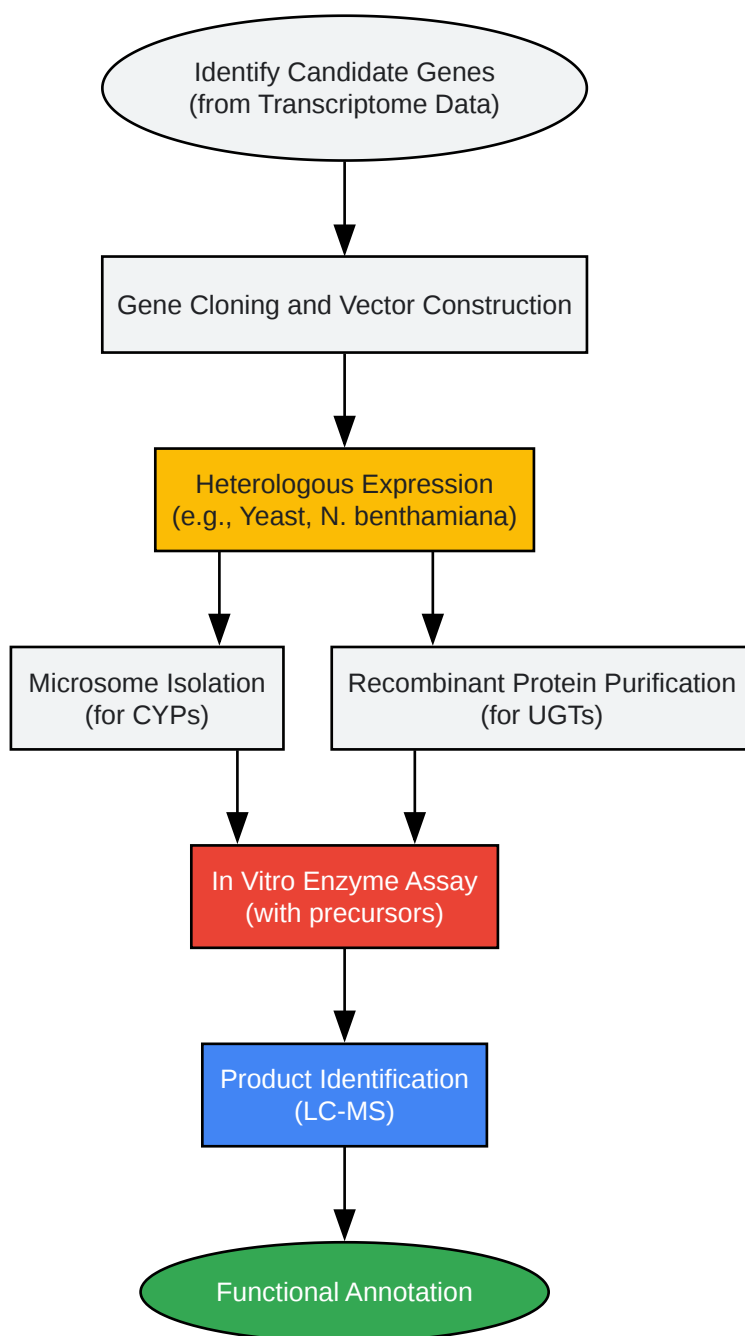 Identify Candidate Genes
(from Transcriptome Data)
Gene Cloning and Vector Construction
Heterologous Expression
(e.g., Yeast, N. benthamiana)
Microsome Isolation
(for CYPs)
Recombinant Protein Purification
(for UGTs)
In Vitro Enzyme Assay
(with precursors)
Product Identification
(LC-MS)
Functional Annotation